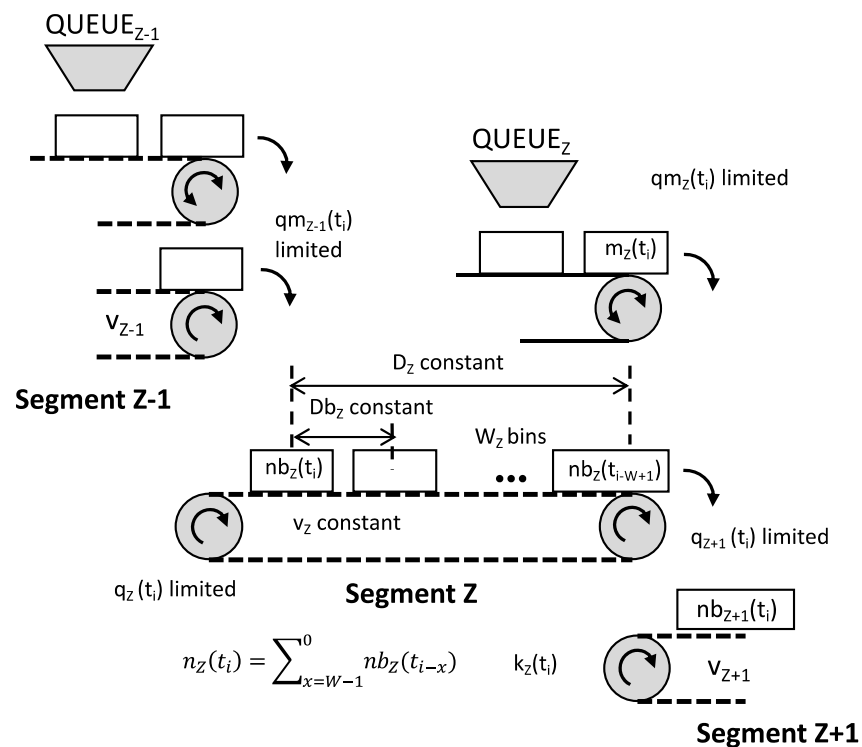 QUEUE_{Z-1}
QUEUE_Z
qm_Z(t_i) limited
qm_{Z-1}(t_i)
limited
m_Z(t_i)
v_{Z-1}
D_Z constant
Segment Z-1
Db_Z constant
W_Z bins
nb_Z(t_i)
-
•••
nb_Z(t_{i-W+1})
v_Z constant
q_{Z+1} (t_i) limited
q_Z (t_i) limited
Segment Z
nb_{Z+1}(t_i)
n_Z(t_i) = ∑_{x=W-1}^{0} nb_Z(t_{i-x})
k_Z(t_i)
v_{Z+1}
Segment Z+1